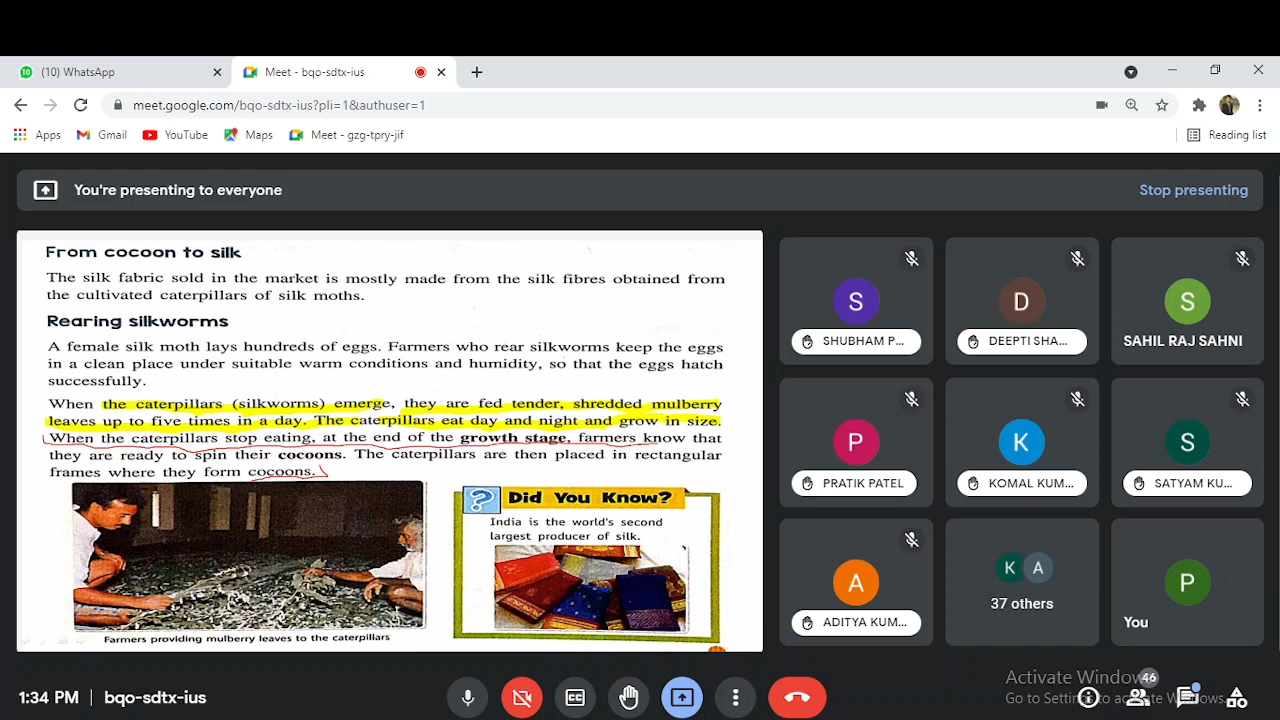 10 (10) WhatsApp
Meet - bqo-sdtx-ius
meet.google.com/bqo-sdtx-ius?pli=1&authuser=1
Apps Gmail YouTube Maps Meet - gzg-tpry-jif Reading list
You're presenting to everyone
Stop presenting
From cocoon to silk
The silk fabric sold in the market is mostly made from the silk fibres obtained from
the cultivated caterpillars of silk moths.
Rearing silkworms
A female silk moth lays hundreds of eggs. Farmers who rear silkworms keep the eggs
in a clean place under suitable warm conditions and humidity, so that the eggs hatch
successfully.
When the caterpillars (silkworms) emerge, they are fed tender, shredded mulberry
leaves up to five times in a day. The caterpillars eat day and night and grow in size.
When the caterpillars stop eating, at the end of the growth stage, farmers know that
they are ready to spin their cocoons. The caterpillars are then placed in rectangular
frames where they form cocoons.
? Did You Know?
India is the world's second
largest producer of silk.
Farmers providing mulberry leaves to the caterpillars
S
SHUBHAM P...
D
DEEPTI SHA...
S
SAHIL RAJ SAHNI
P
PRATIK PATEL
K
KOMAL KUM...
S
SATYAM KU...
A
ADITYA KUM...
K A
37 others
P
You
1:34 PM | bqo-sdtx-ius
CC
46
Activate Windows
Go to Settings to activate Windows.